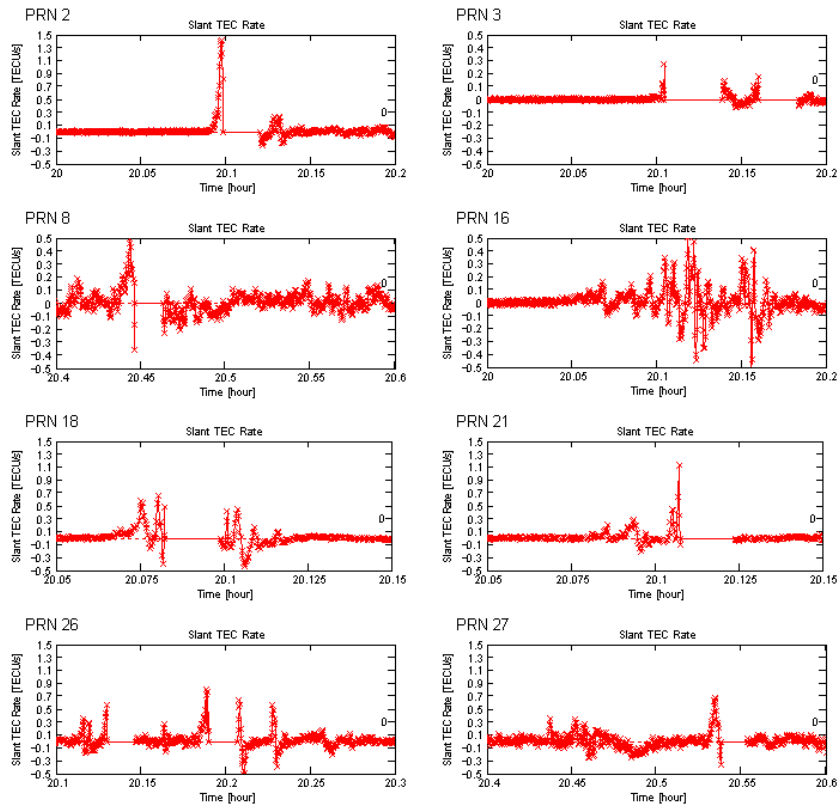 PRN 2
Slant TEC Rate
Slant TEC Rate [TECU/s]
1.5
1.3
1.1
0.9
0.7
0.5
0.3
0.1
−0.1
−0.3
−0.5
0
20 20.05 20.1 20.15 20.2
Time [hour]
PRN 3
Slant TEC Rate
Slant TEC Rate [TECU/s]
0.5
0.4
0.3
0.2
0.1
0
−0.1
−0.2
−0.3
−0.4
−0.5
0
20 20.05 20.1 20.15 20.2
Time [hour]
PRN 8
Slant TEC Rate
Slant TEC Rate [TECU/s]
0.5
0.4
0.3
0.2
0.1
0
−0.1
−0.2
−0.3
−0.4
−0.5
0
20.4 20.45 20.5 20.55 20.6
Time [hour]
PRN 16
Slant TEC Rate
Slant TEC Rate [TECU/s]
0.5
0.4
0.3
0.2
0.1
0
−0.1
−0.2
−0.3
−0.4
−0.5
0
20 20.05 20.1 20.15 20.2
Time [hour]
PRN 18
Slant TEC Rate
Slant TEC Rate [TECU/s]
1.5
1.3
1.1
0.9
0.7
0.5
0.3
0.1
−0.1
−0.3
−0.5
0
20.05 20.075 20.1 20.125 20.15
Time [hour]
PRN 21
Slant TEC Rate
Slant TEC Rate [TECU/s]
1.5
1.3
1.1
0.9
0.7
0.5
0.3
0.1
−0.1
−0.3
−0.5
0
20.05 20.075 20.1 20.125 20.15
Time [hour]
PRN 26
Slant TEC Rate
Slant TEC Rate [TECU/s]
1.5
1.3
1.1
0.9
0.7
0.5
0.3
0.1
−0.1
−0.3
−0.5
0
20.1 20.15 20.2 20.25 20.3
Time [hour]
PRN 27
Slant TEC Rate
Slant TEC Rate [TECU/s]
1.5
1.3
1.1
0.9
0.7
0.5
0.3
0.1
−0.1
−0.3
−0.5
0
20.4 20.45 20.5 20.55 20.6
Time [hour]